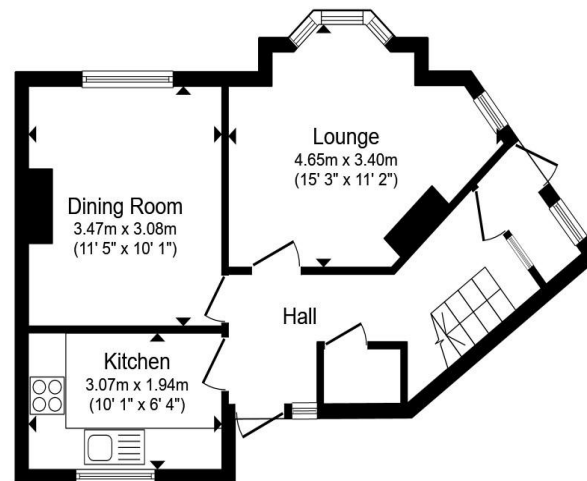 Lounge
4.65m x 3.40m
(15' 3" x 11' 2")
Dining Room
3.47m x 3.08m
(11' 5" x 10' 1")
Hall
Kitchen
3.07m x 1.94m
(10' 1" x 6' 4")